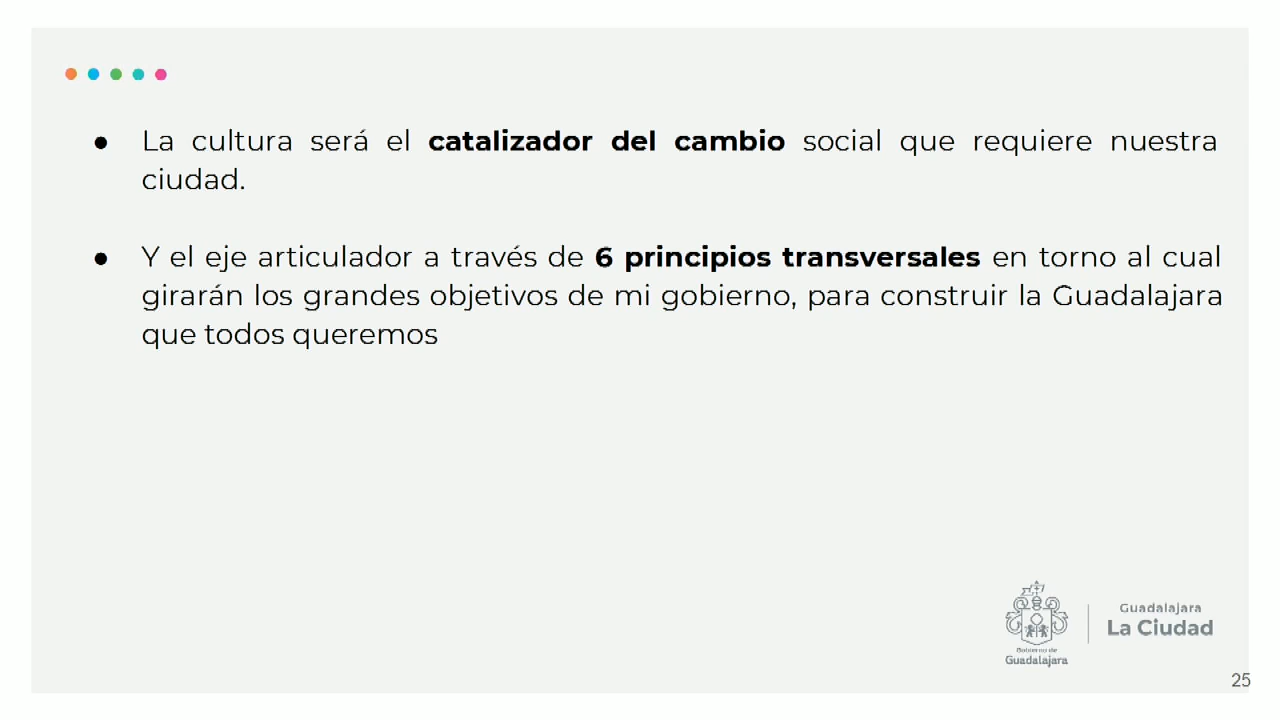 ● La cultura será el catalizador del cambio social que requiere nuestra
ciudad.
● Y el eje articulador a través de 6 principios transversales en torno al cual
girarán los grandes objetivos de mi gobierno, para construir la Guadalajara
que todos queremos
Gobierno de
Guadalajara
Guadalajara
La Ciudad
25